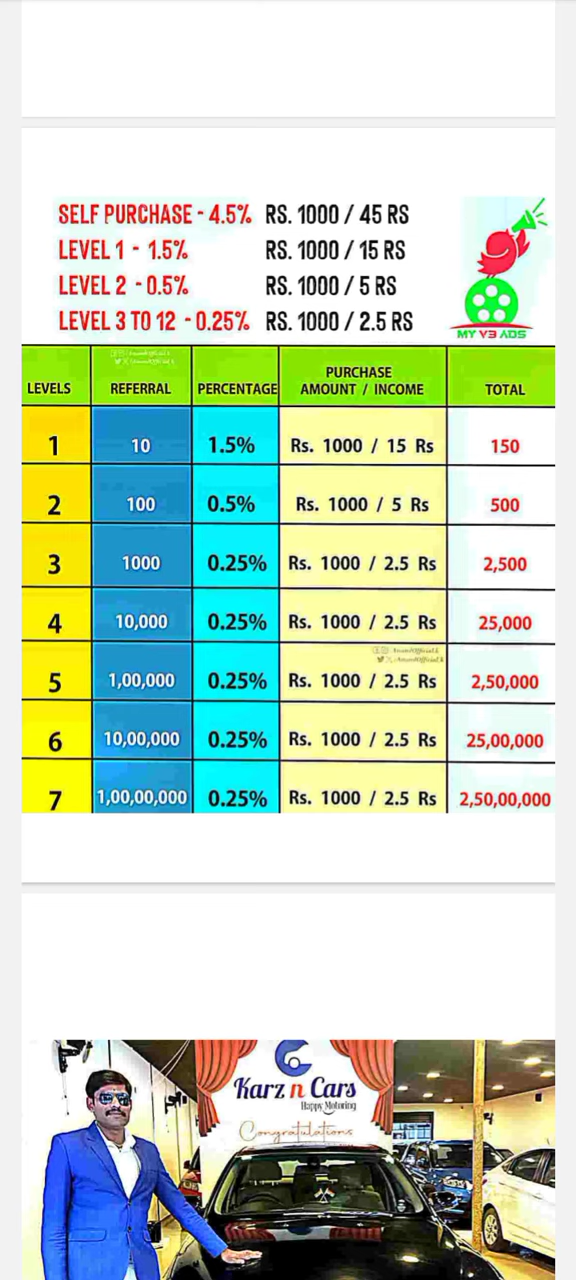 SELF PURCHASE - 4.5% RS. 1000 / 45 RS
LEVEL 1 - 1.5% RS. 1000 / 15 RS
LEVEL 2 - 0.5% RS. 1000 / 5 RS
LEVEL 3 TO 12 - 0.25% RS. 1000 / 2.5 RS
MY V3 ADS
LEVELS REFERRAL PERCENTAGE PURCHASE AMOUNT / INCOME TOTAL
1 10 1.5% Rs. 1000 / 15 Rs 150
2 100 0.5% Rs. 1000 / 5 Rs 500
3 1000 0.25% Rs. 1000 / 2.5 Rs 2,500
4 10,000 0.25% Rs. 1000 / 2.5 Rs 25,000
5 1,00,000 0.25% Rs. 1000 / 2.5 Rs 2,50,000
6 10,00,000 0.25% Rs. 1000 / 2.5 Rs 25,00,000
7 1,00,00,000 0.25% Rs. 1000 / 2.5 Rs 2,50,00,000
Karz n Cars
Happy Motoring
Congratulations